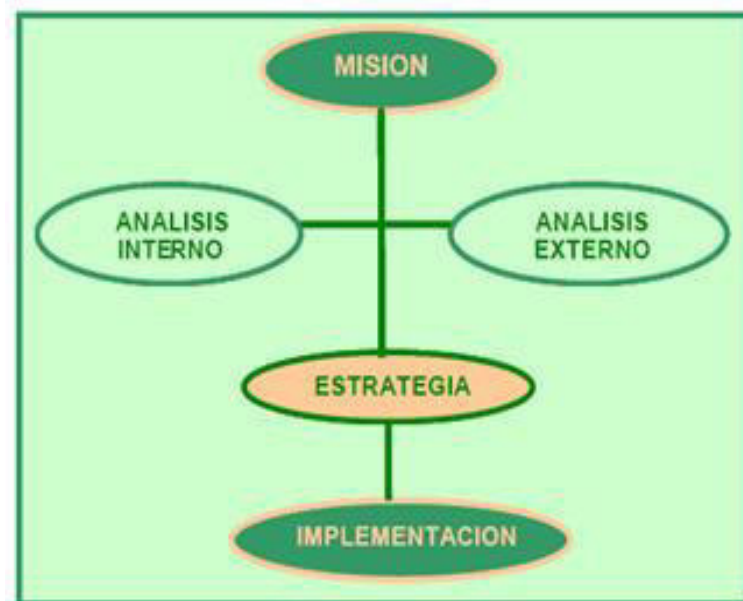 MISION
ANALISIS
INTERNO
ANALISIS
EXTERNO
ESTRATEGIA
IMPLEMENTACION